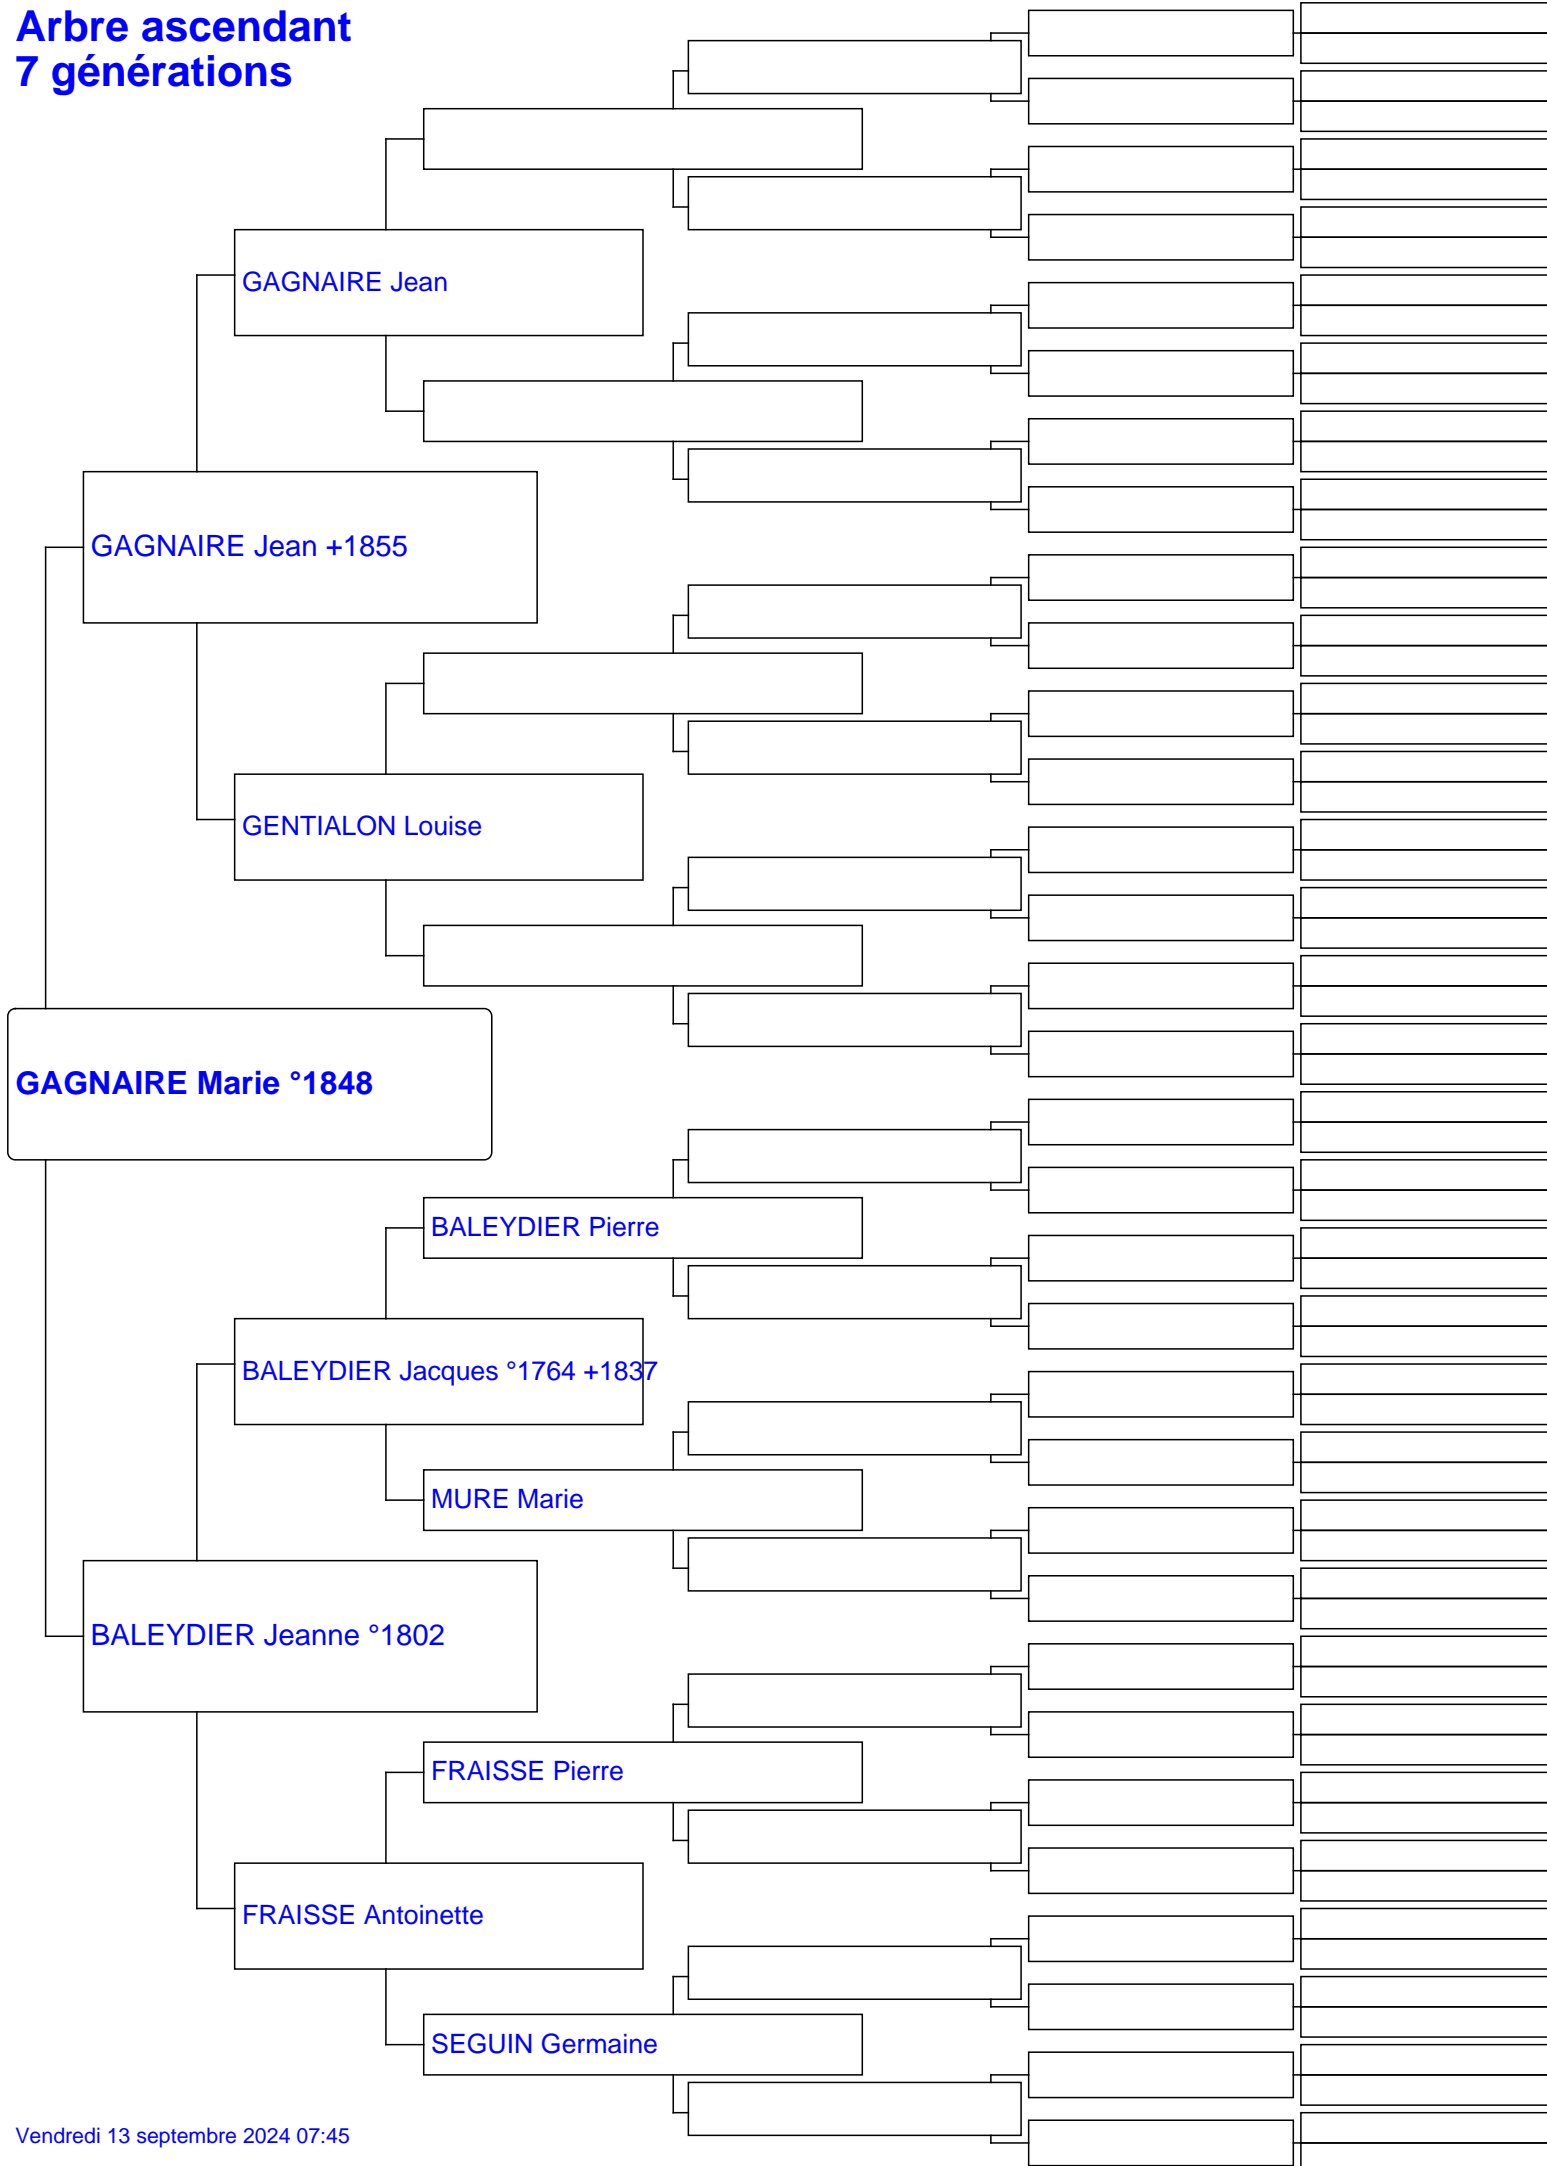 Arbre ascendant
7 générations
GAGNAIRE Jean
GAGNAIRE Jean +1855
GENTIALON Louise
GAGNAIRE Marie °1848
BALEYDIER Pierre
BALEYDIER Jacques °1764 +1837
MURE Marie
BALEYDIER Jeanne °1802
FRAISSE Pierre
FRAISSE Antoinette
SEGUIN Germaine
Vendredi 13 septembre 2024 07:45